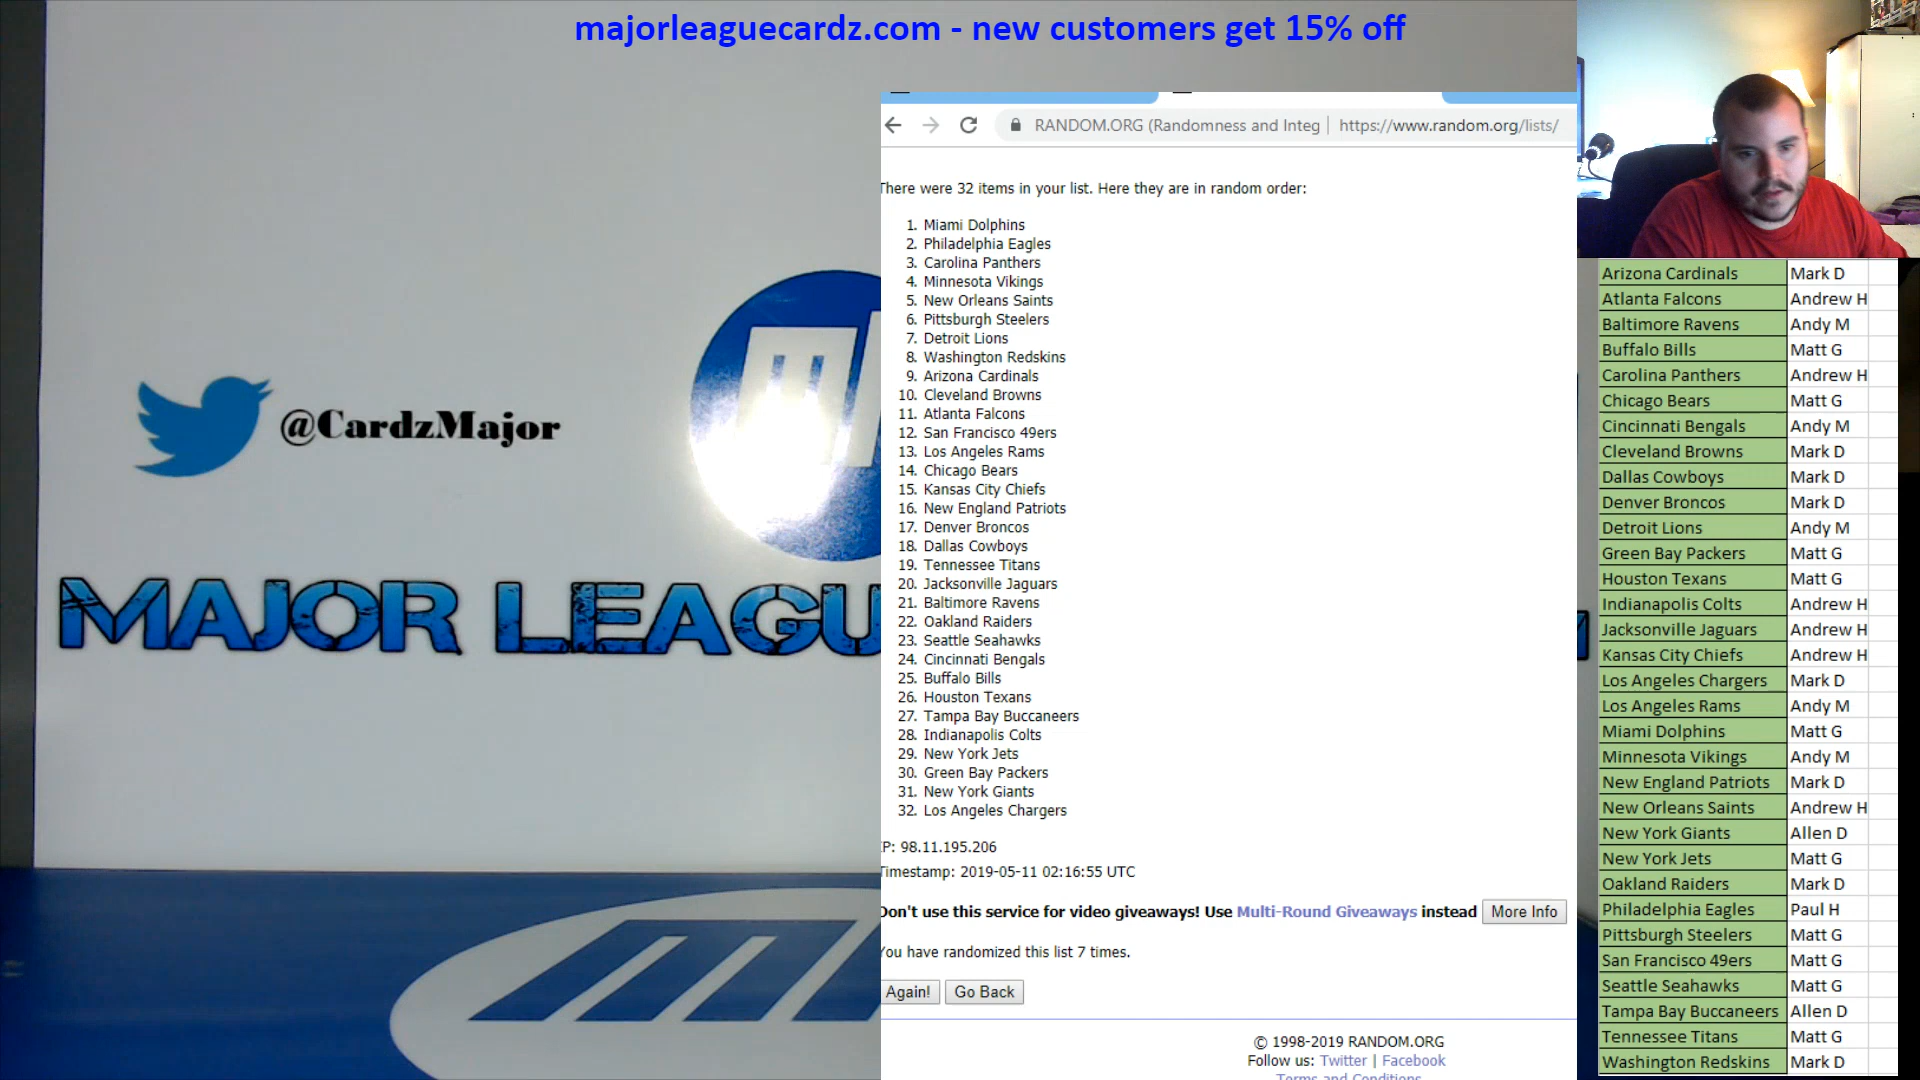 majorleaguecardz.com - new customers get 15% off
RANDOM.ORG (Randomness and Integ | https://www.random.org/lists/
There were 32 items in your list. Here they are in random order:
1. Miami Dolphins
2. Philadelphia Eagles
3. Carolina Panthers
4. Minnesota Vikings
5. New Orleans Saints
6. Pittsburgh Steelers
7. Detroit Lions
8. Washington Redskins
9. Arizona Cardinals
10. Cleveland Browns
11. Atlanta Falcons
12. San Francisco 49ers
13. Los Angeles Rams
14. Chicago Bears
15. Kansas City Chiefs
16. New England Patriots
17. Denver Broncos
18. Dallas Cowboys
19. Tennessee Titans
20. Jacksonville Jaguars
21. Baltimore Ravens
22. Oakland Raiders
23. Seattle Seahawks
24. Cincinnati Bengals
25. Buffalo Bills
26. Houston Texans
27. Tampa Bay Buccaneers
28. Indianapolis Colts
29. New York Jets
30. Green Bay Packers
31. New York Giants
32. Los Angeles Chargers
IP: 98.11.195.206
Timestamp: 2019-05-11 02:16:55 UTC
Don't use this service for video giveaways! Use Multi-Round Giveaways instead More Info
You have randomized this list 7 times.
Again! Go Back
© 1998-2019 RANDOM.ORG
Follow us: Twitter | Facebook
Terms and Conditions
@CardzMajor
MAJOR LEAGU
Arizona Cardinals Mark D
Atlanta Falcons Andrew H
Baltimore Ravens Andy M
Buffalo Bills Matt G
Carolina Panthers Andrew H
Chicago Bears Matt G
Cincinnati Bengals Andy M
Cleveland Browns Mark D
Dallas Cowboys Mark D
Denver Broncos Mark D
Detroit Lions Andy M
Green Bay Packers Matt G
Houston Texans Matt G
Indianapolis Colts Andrew H
Jacksonville Jaguars Andrew H
Kansas City Chiefs Andrew H
Los Angeles Chargers Mark D
Los Angeles Rams Andy M
Miami Dolphins Matt G
Minnesota Vikings Andy M
New England Patriots Mark D
New Orleans Saints Andrew H
New York Giants Allen D
New York Jets Matt G
Oakland Raiders Mark D
Philadelphia Eagles Paul H
Pittsburgh Steelers Matt G
San Francisco 49ers Matt G
Seattle Seahawks Matt G
Tampa Bay Buccaneers Allen D
Tennessee Titans Matt G
Washington Redskins Mark D